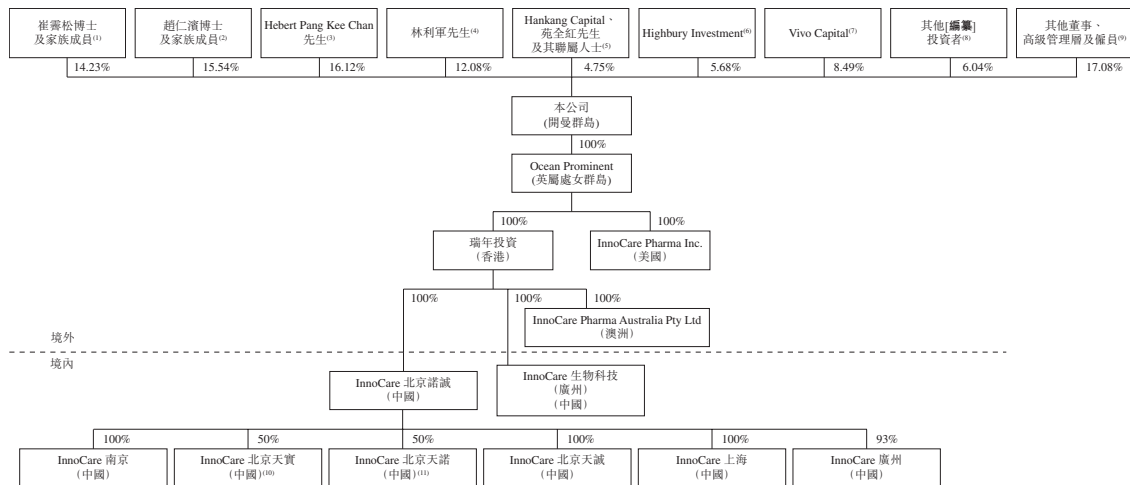 崔霽松博士
及家族成員(1)
趙仁濱博士
及家族成員(2)
Hebert Pang Kee Chan
先生(3)
林利軍先生(4)
Hankang Capital、
苑全紅先生
及其聯屬人士(5)
Highbury Investment(6)
Vivo Capital(7)
其他[編纂]
投資者(8)
其他董事、
高級管理層及僱員(9)
14.23%
15.54%
16.12%
12.08%
4.75%
5.68%
8.49%
6.04%
17.08%
本公司
(開曼群島)
100%
Ocean Prominent
(英屬處女群島)
100%
100%
瑞年投資
(香港)
InnoCare Pharma Inc.
(美國)
100%
100%
100%
InnoCare Pharma Australia Pty Ltd
(澳洲)
境外
境內
InnoCare 北京諾誠
(中國)
InnoCare 生物科技
(廣州)
(中國)
100%
50%
50%
100%
100%
93%
InnoCare 南京
(中國)
InnoCare 北京天實
(中國)(10)
InnoCare 北京天諾
(中國)(11)
InnoCare 北京天誠
(中國)
InnoCare 上海
(中國)
InnoCare 廣州
(中國)